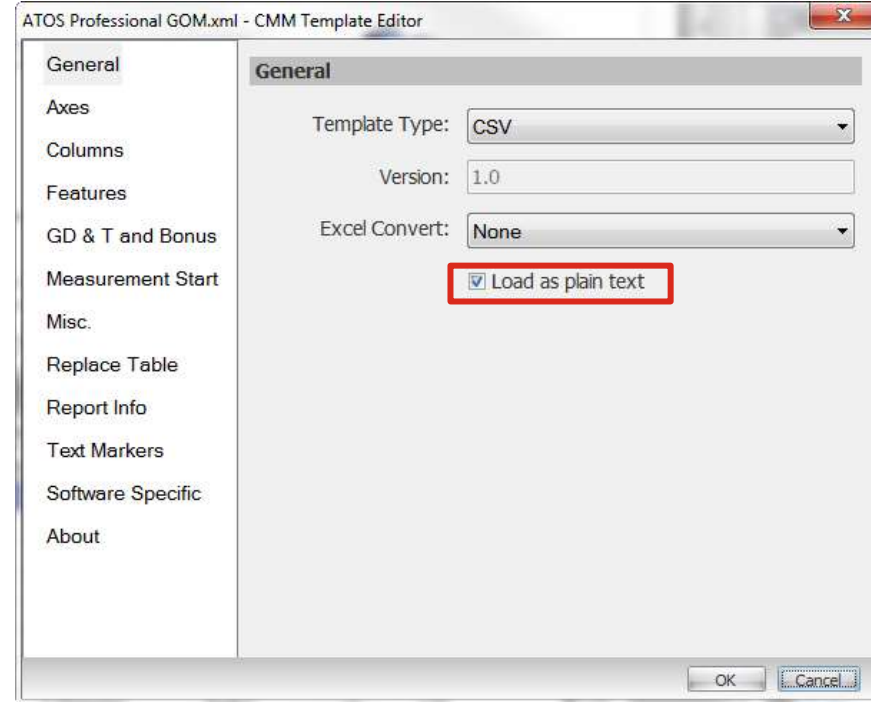 ATOS Professional GOM.xml - CMM Template Editor
General
Axes
Columns
Features
GD & T and Bonus
Measurement Start
Misc.
Replace Table
Report Info
Text Markers
Software Specific
About
General
Template Type: CSV
Version: 1.0
Excel Convert: None
Load as plain text
OK Cancel